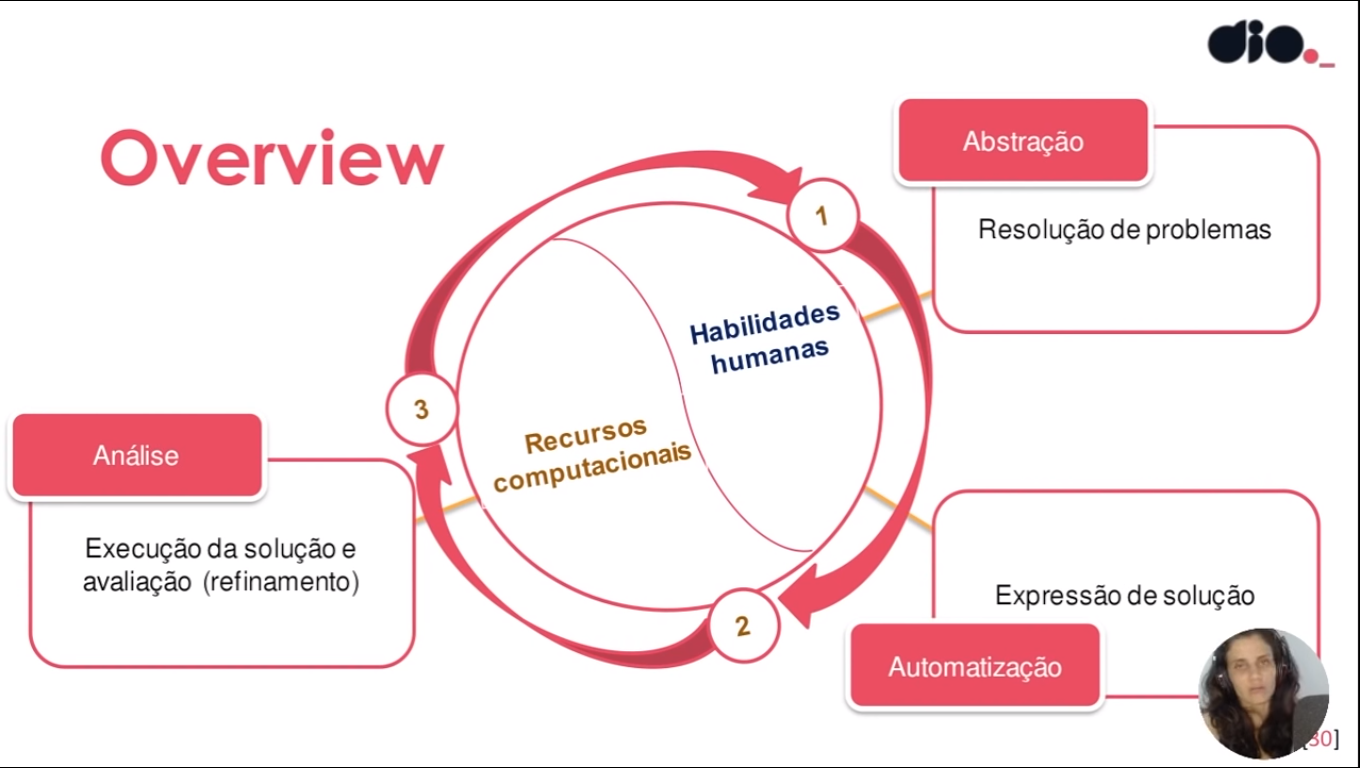 dio._
Overview
Abstração
Resolução de problemas
1
Habilidades
humanas
3
Recursos
computacionais
Análise
Execução da solução e
avaliação (refinamento)
2
Expressão de solução
Automatização
[30]